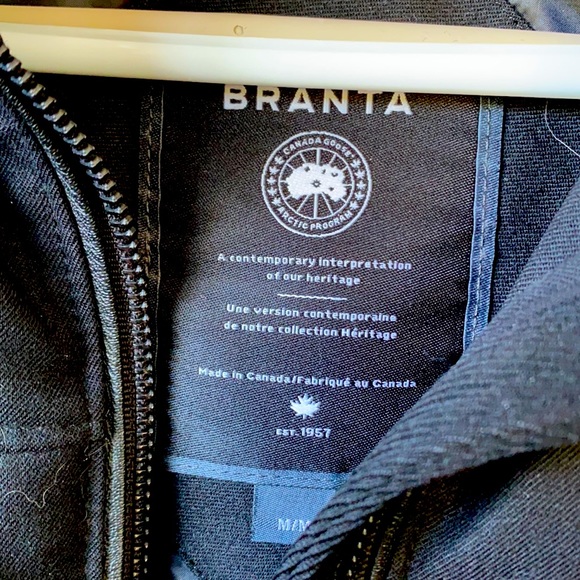 BRANTA
CANADA GOOSE
ARCTIC PROGRAM
A contemporary interpretation
of our heritage
Une version contemporaine
de notre collection Héritage
Made in Canada/Fabriqué au Canada
EST. 1957
M/M